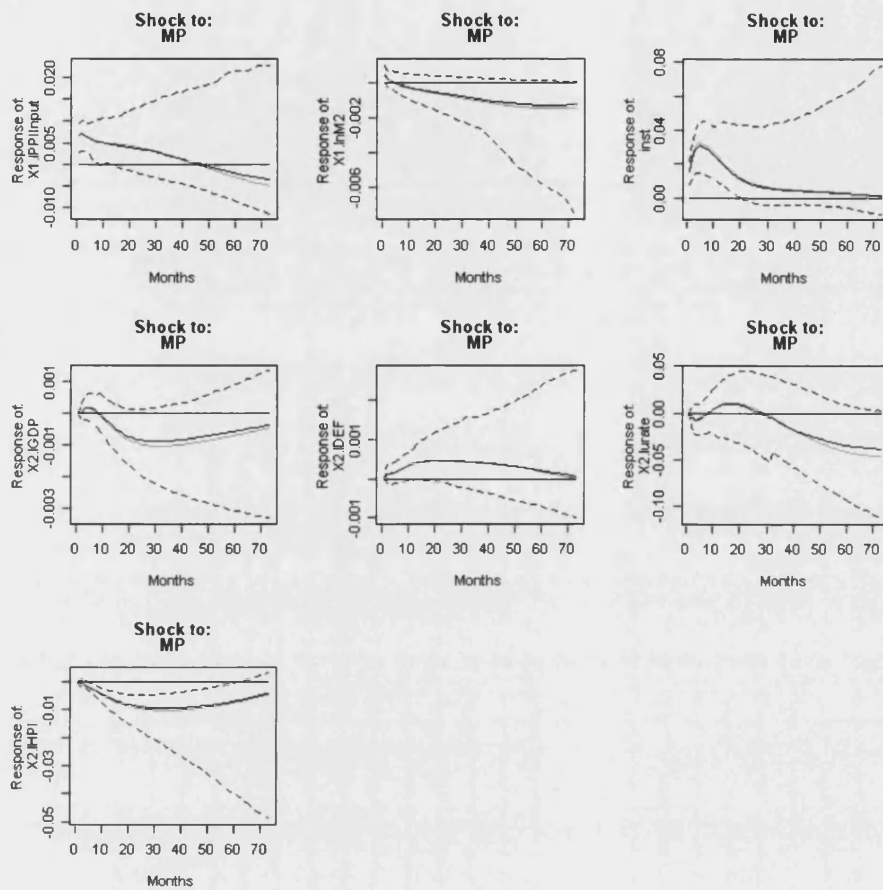 Shock to:
MP
Response of:
X1.lPPIInput
0.020
0.005
-0.010
0 10 20 30 40 50 60 70
Months
Shock to:
MP
Response of:
X1.lnM2
-0.002
-0.006
0 10 20 30 40 50 60 70
Months
Shock to:
MP
Response of:
inst
0.08
0.04
0.00
0 10 20 30 40 50 60 70
Months
Shock to:
MP
Response of:
X2.lGDP
0.001
-0.001
-0.003
0 10 20 30 40 50 60 70
Months
Shock to:
MP
Response of:
X2.lDEF
0.001
-0.001
0 10 20 30 40 50 60 70
Months
Shock to:
MP
Response of:
X2.lurate
0.05
0.00
-0.05
-0.10
0 10 20 30 40 50 60 70
Months
Shock to:
MP
Response of:
X2.lHPI
-0.01
-0.03
-0.05
0 10 20 30 40 50 60 70
Months